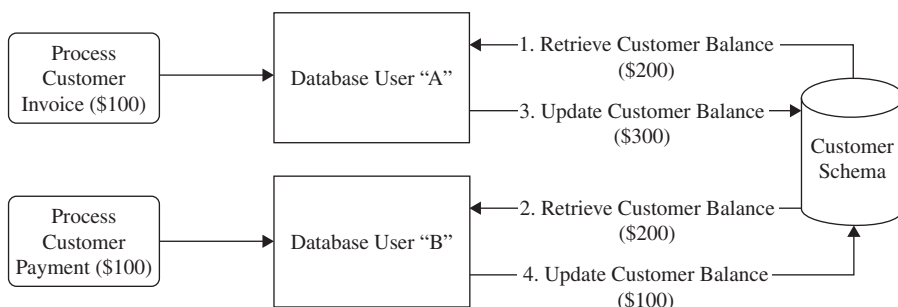 Process
Customer
Invoice ($100)
Database User “A”
1. Retrieve Customer Balance
($200)
3. Update Customer Balance
($300)
Customer
Schema
Process
Customer
Payment ($100)
Database User “B”
2. Retrieve Customer Balance
($200)
4. Update Customer Balance
($100)